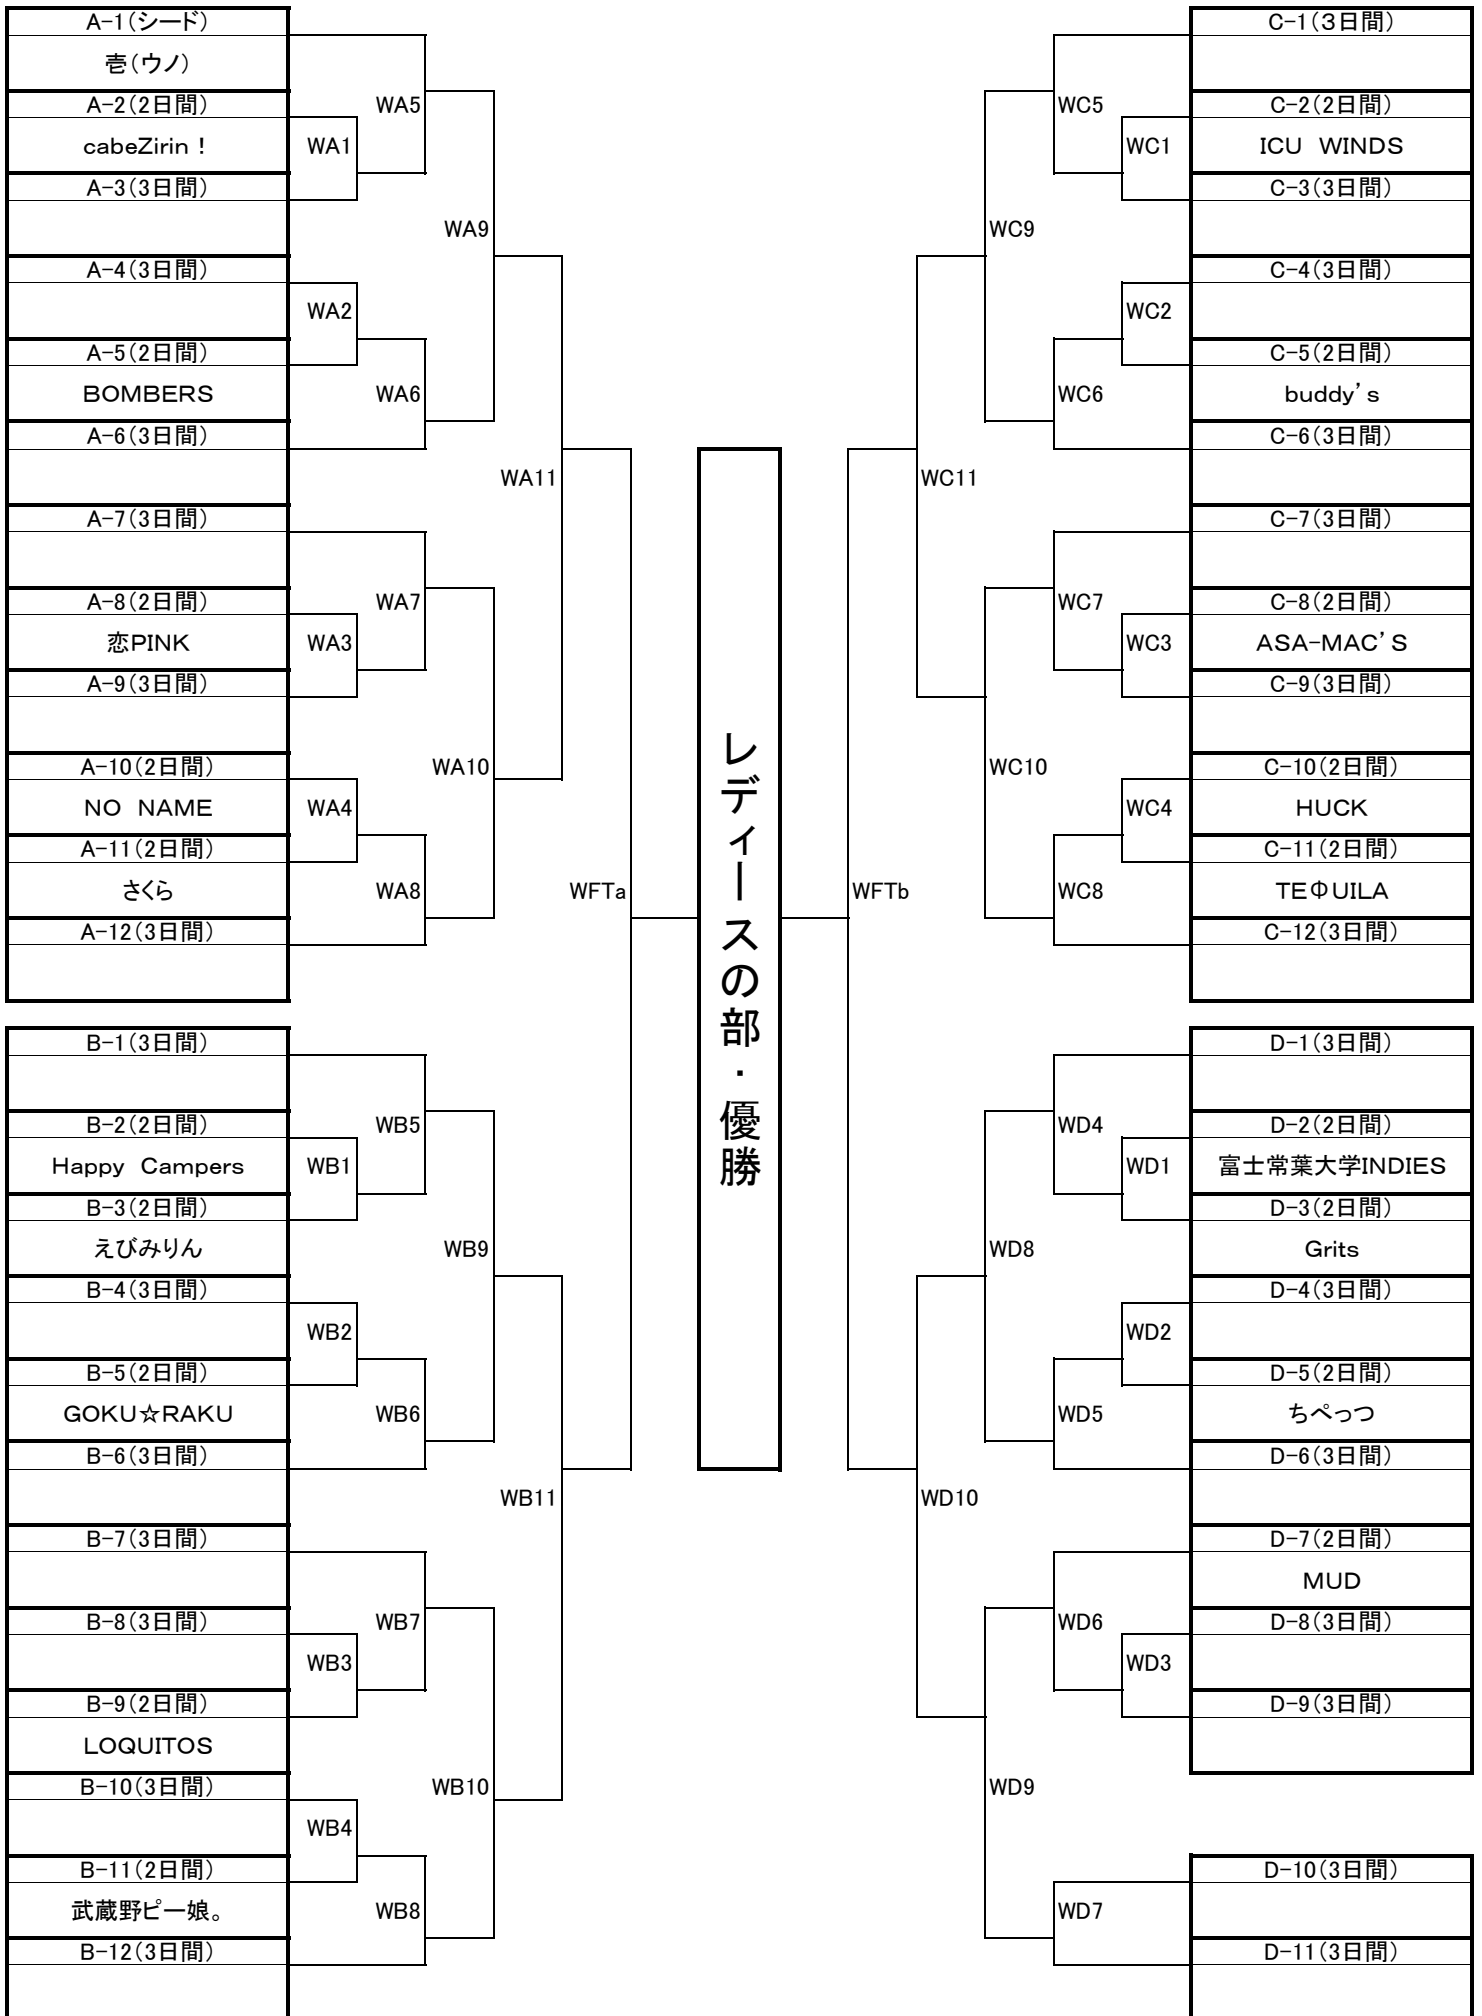 A-1(シード)
壱(ウノ)
A-2(2日間)
WA5
cabeZirin！
WA1
A-3(3日間)
WA9
A-4(3日間)
WA2
A-5(2日間)
BOMBERS
WA6
A-6(3日間)
WA11
A-7(3日間)
A-8(2日間)
WA7
恋PINK
WA3
A-9(3日間)
A-10(2日間)
WA10
NO　NAME
WA4
A-11(2日間)
さくら
WA8
A-12(3日間)
WFTa
B-1(3日間)
B-2(2日間)
WB5
Happy　Campers
WB1
B-3(2日間)
えびみりん
WB9
B-4(3日間)
WB2
B-5(2日間)
GOKU☆RAKU
WB6
B-6(3日間)
WB11
B-7(3日間)
B-8(3日間)
WB7
WB3
B-9(2日間)
LOQUITOS
B-10(3日間)
WB10
WB4
B-11(2日間)
武蔵野ピー娘。
WB8
B-12(3日間)
レディースの部・優勝
C-1(3日間)
WC5
C-2(2日間)
WC1
ICU　WINDS
C-3(3日間)
WC9
C-4(3日間)
WC2
C-5(2日間)
WC6
buddy’s
C-6(3日間)
WC11
C-7(3日間)
WC7
C-8(2日間)
WC3
ASA-MAC’S
C-9(3日間)
WC10
C-10(2日間)
WC4
HUCK
C-11(2日間)
WFTb
WC8
TEΦUILA
C-12(3日間)
D-1(3日間)
WD4
D-2(2日間)
WD1
富士常葉大学INDIES
D-3(2日間)
WD8
Grits
D-4(3日間)
WD2
D-5(2日間)
WD5
ちぺっつ
D-6(3日間)
WD10
D-7(2日間)
MUD
WD6
D-8(3日間)
WD3
D-9(3日間)
WD9
D-10(3日間)
WD7
D-11(3日間)